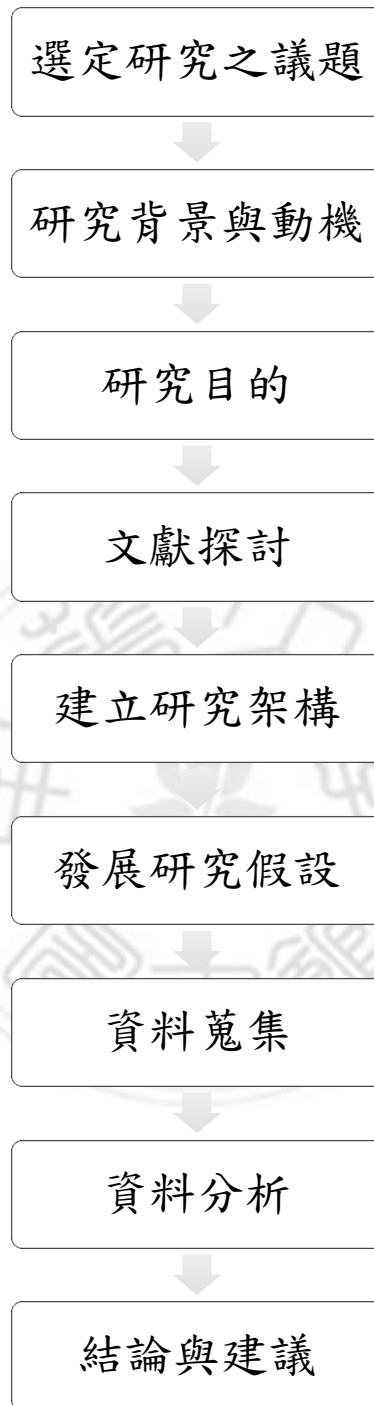 選定研究之議題
研究背景與動機
研究目的
文獻探討
建立研究架構
發展研究假設
資料蒐集
資料分析
結論與建議